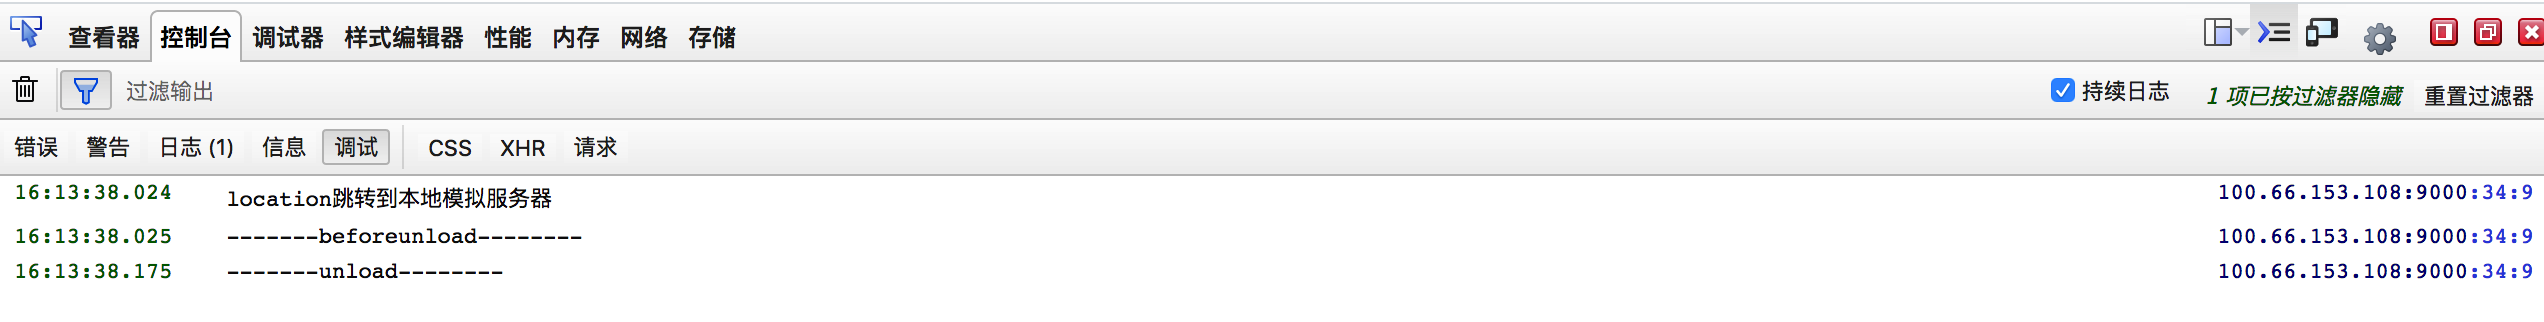 查看器 控制台 调试器 样式编辑器 性能 内存 网络 存储
过滤输出 持续日志 1 项已按过滤器隐藏 重置过滤器
错误 警告 日志 (1) 信息 调试 CSS XHR 请求
16:13:38.024 location跳转到本地模拟服务器 100.66.153.108:9000:34:9
16:13:38.025 -------beforeunload-------- 100.66.153.108:9000:34:9
16:13:38.175 -------unload-------- 100.66.153.108:9000:34:9